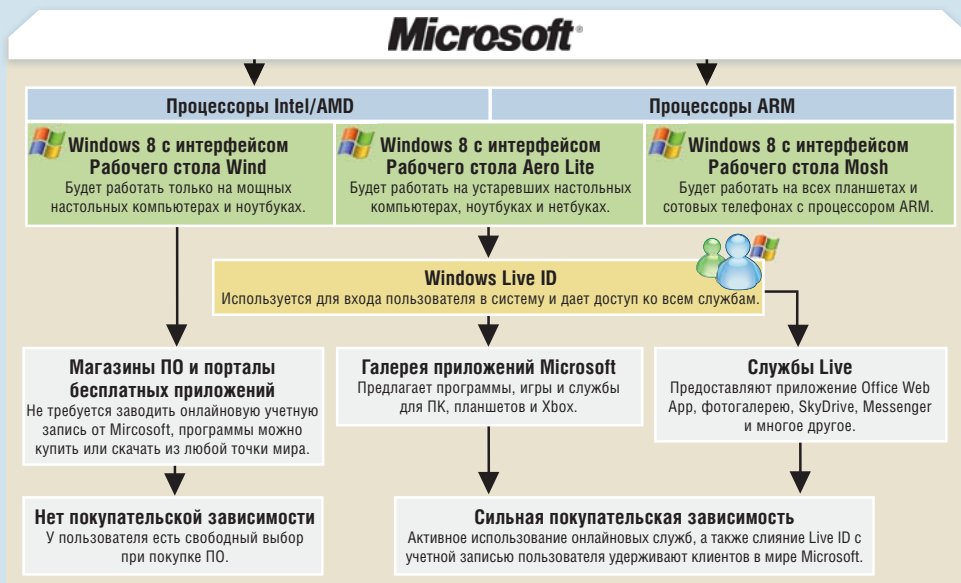 Microsoft®
Процессоры Intel/AMD
Процессоры ARM
Windows 8 с интерфейсом
Рабочего стола Wind
Будет работать только на мощных
настольных компьютерах и ноутбуках.
Windows 8 с интерфейсом
Рабочего стола Aero Lite
Будет работать на устаревших настольных
компьютерах, ноутбуках и нетбуках.
Windows 8 с интерфейсом
Рабочего стола Mosh
Будет работать на всех планшетах и
сотовых телефонах с процессором ARM.
Windows Live ID
Используется для входа пользователя в систему и дает доступ ко всем службам.
Магазины ПО и порталы
бесплатных приложений
Не требуется заводить онлайновую учетную
запись от Mircosoft, программы можно
купить или скачать из любой точки мира.
Галерея приложений Microsoft
Предлагает программы, игры и службы
для ПК, планшетов и Xbox.
Службы Live
Предоставляют приложение Office Web
App, фотогалерею, SkyDrive, Messenger
и многое другое.
Нет покупательской зависимости
У пользователя есть свободный выбор
при покупке ПО.
Сильная покупательская зависимость
Активное использование онлайновых служб, а также слияние Live ID с
учетной записью пользователя удерживают клиентов в мире Microsoft.